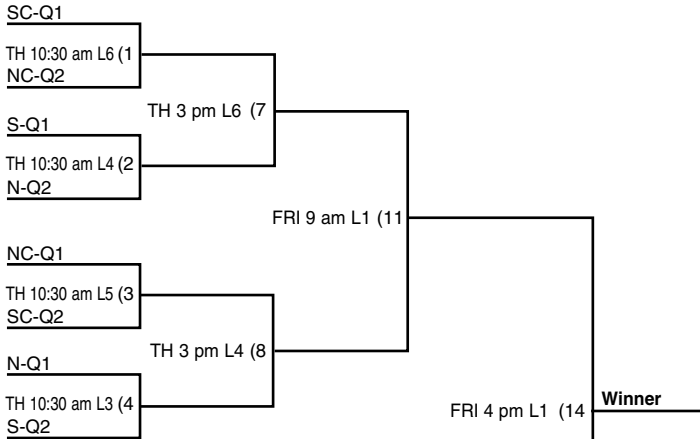 SC-Q1
TH 10:30 am L6 (1
NC-Q2
TH 3 pm L6 (7
S-Q1
TH 10:30 am L4 (2
N-Q2
FRI 9 am L1 (11
NC-Q1
TH 10:30 am L5 (3
SC-Q2
TH 3 pm L4 (8
N-Q1
TH 10:30 am L3 (4
S-Q2
FRI 4 pm L1 (14
Winner